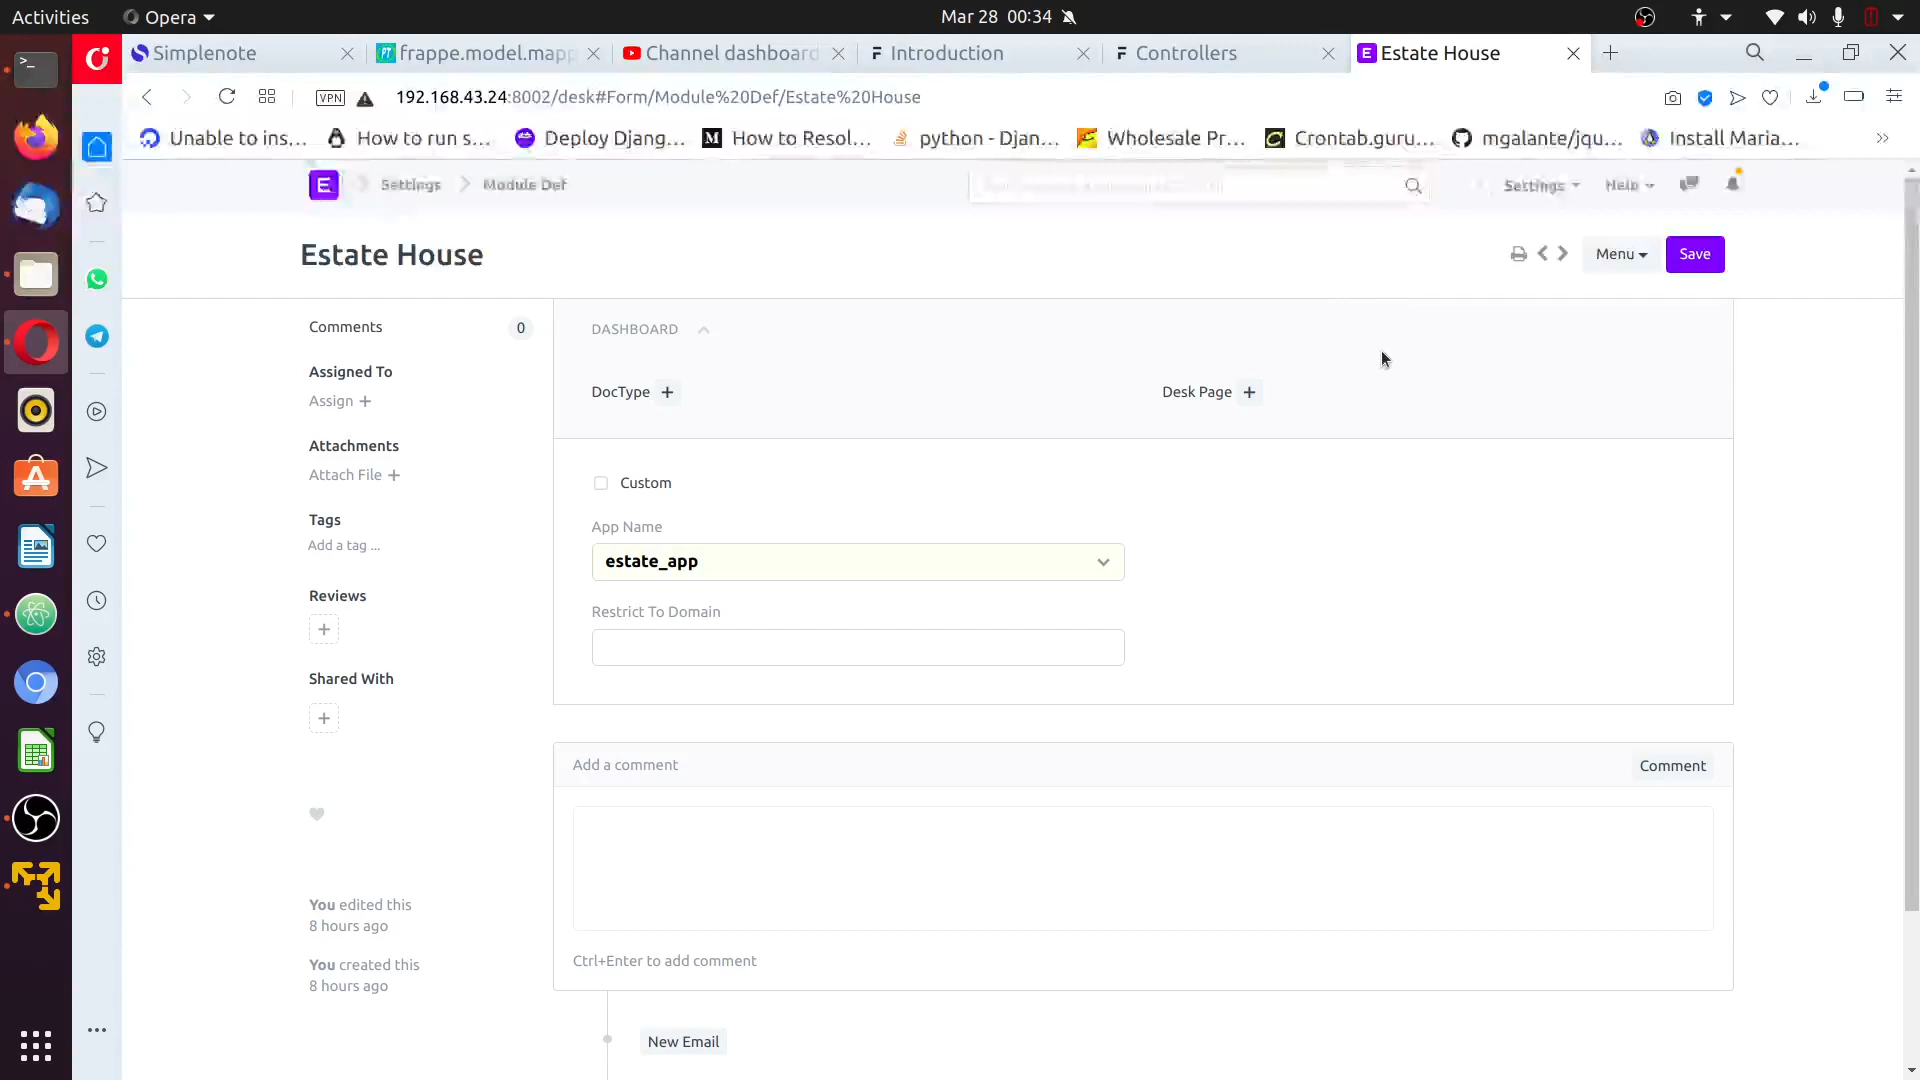 Activities
Opera
Mar 28 00:34
Simplenote
frappe.model.mapp
Channel dashboard
Introduction
Controllers
Estate House
VPN
192.168.43.24:8002/desk#Form/Module%20Def/Estate%20House
Unable to ins...
How to run s...
Deploy Djang...
How to Resol...
python - Djan...
Wholesale Pr...
Crontab.guru...
mgalante/jqu...
Install Maria...
E
Settings
Module Def
Settings
Help
Estate House
Menu
Save
Comments
0
Assigned To
Assign +
Attachments
Attach File +
Tags
Add a tag ...
Reviews
+
Shared With
+
You edited this
8 hours ago
You created this
8 hours ago
DASHBOARD
DocType +
Desk Page +
Custom
App Name
estate_app
Restrict To Domain
Add a comment
Comment
Ctrl+Enter to add comment
New Email